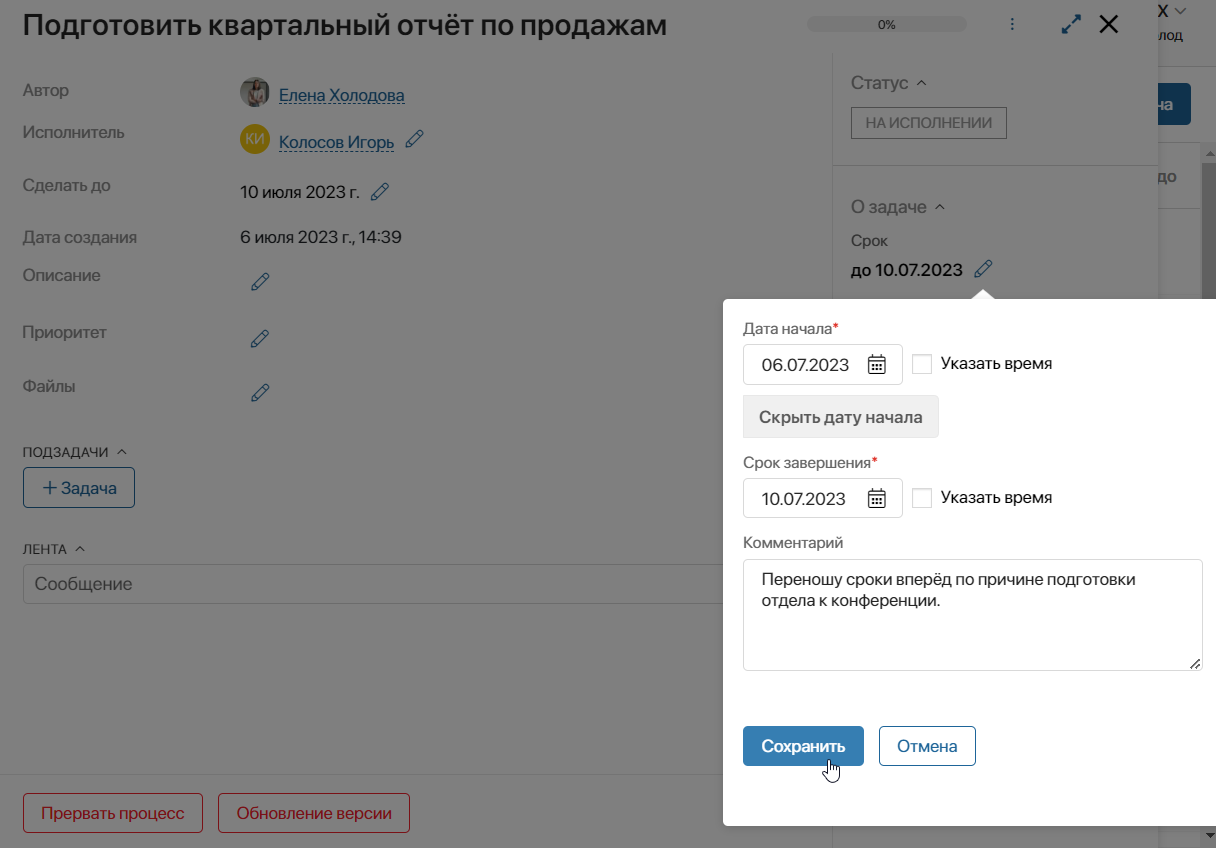 Подготовить квартальный отчёт по продажам
0%
Автор
Елена Холодова
Исполнитель
КИ
Колосов Игорь
Сделать до
10 июля 2023 г.
Дата создания
6 июля 2023 г., 14:39
Описание
Приоритет
Файлы
ПОДЗАДАЧИ
+ Задача
ЛЕНТА
Сообщение
Прервать процесс
Обновление версии
Статус
НА ИСПОЛНЕНИИ
О задаче
Срок
до 10.07.2023
до
Дата начала*
06.07.2023
Указать время
Скрыть дату начала
Срок завершения*
10.07.2023
Указать время
Комментарий
Переношу сроки вперёд по причине подготовки
отдела к конференции.
Сохранить
Отмена